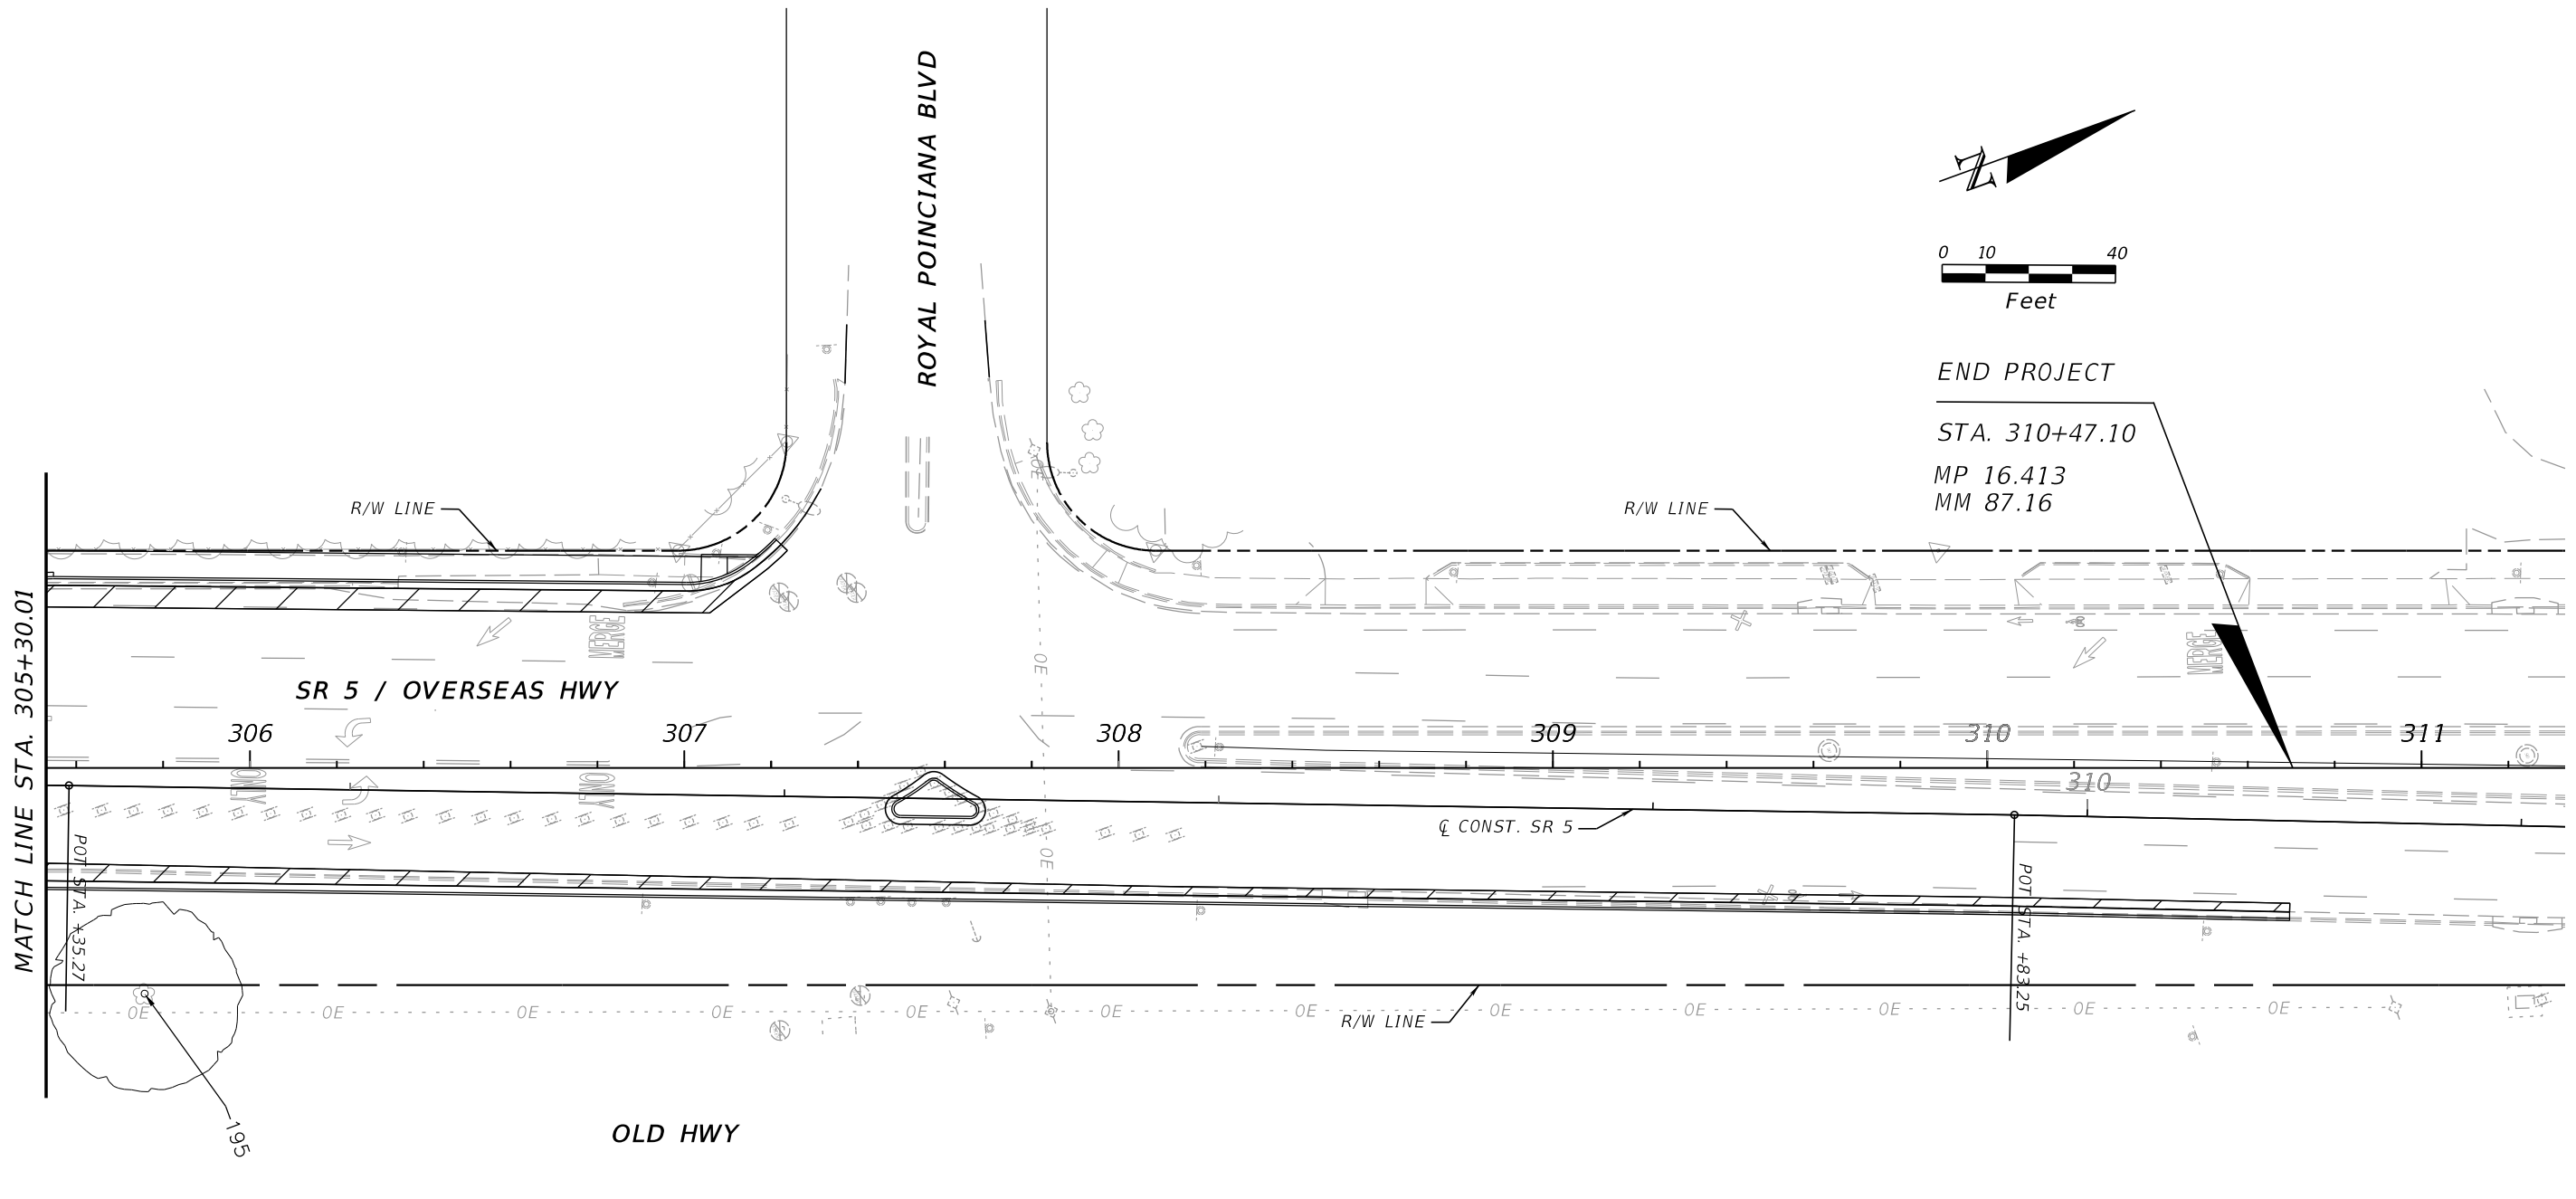 ROYAL POINCIANA BLVD
N
0 10 40
Feet
END PROJECT
STA. 310+47.10
MP 16.413
MM 87.16
R/W LINE
R/W LINE
OE
MATCH LINE STA. 305+30.01
MERGE
MERGE
OE
SR 5 / OVERSEAS HWY
306 307 308 309 310 311
ONLY
ONLY
310
℄ CONST. SR 5
OE
POT STA. +35.27
POT STA. +83.25
OE OE OE OE OE OE OE OE OE OE OE OE
R/W LINE
195
OLD HWY